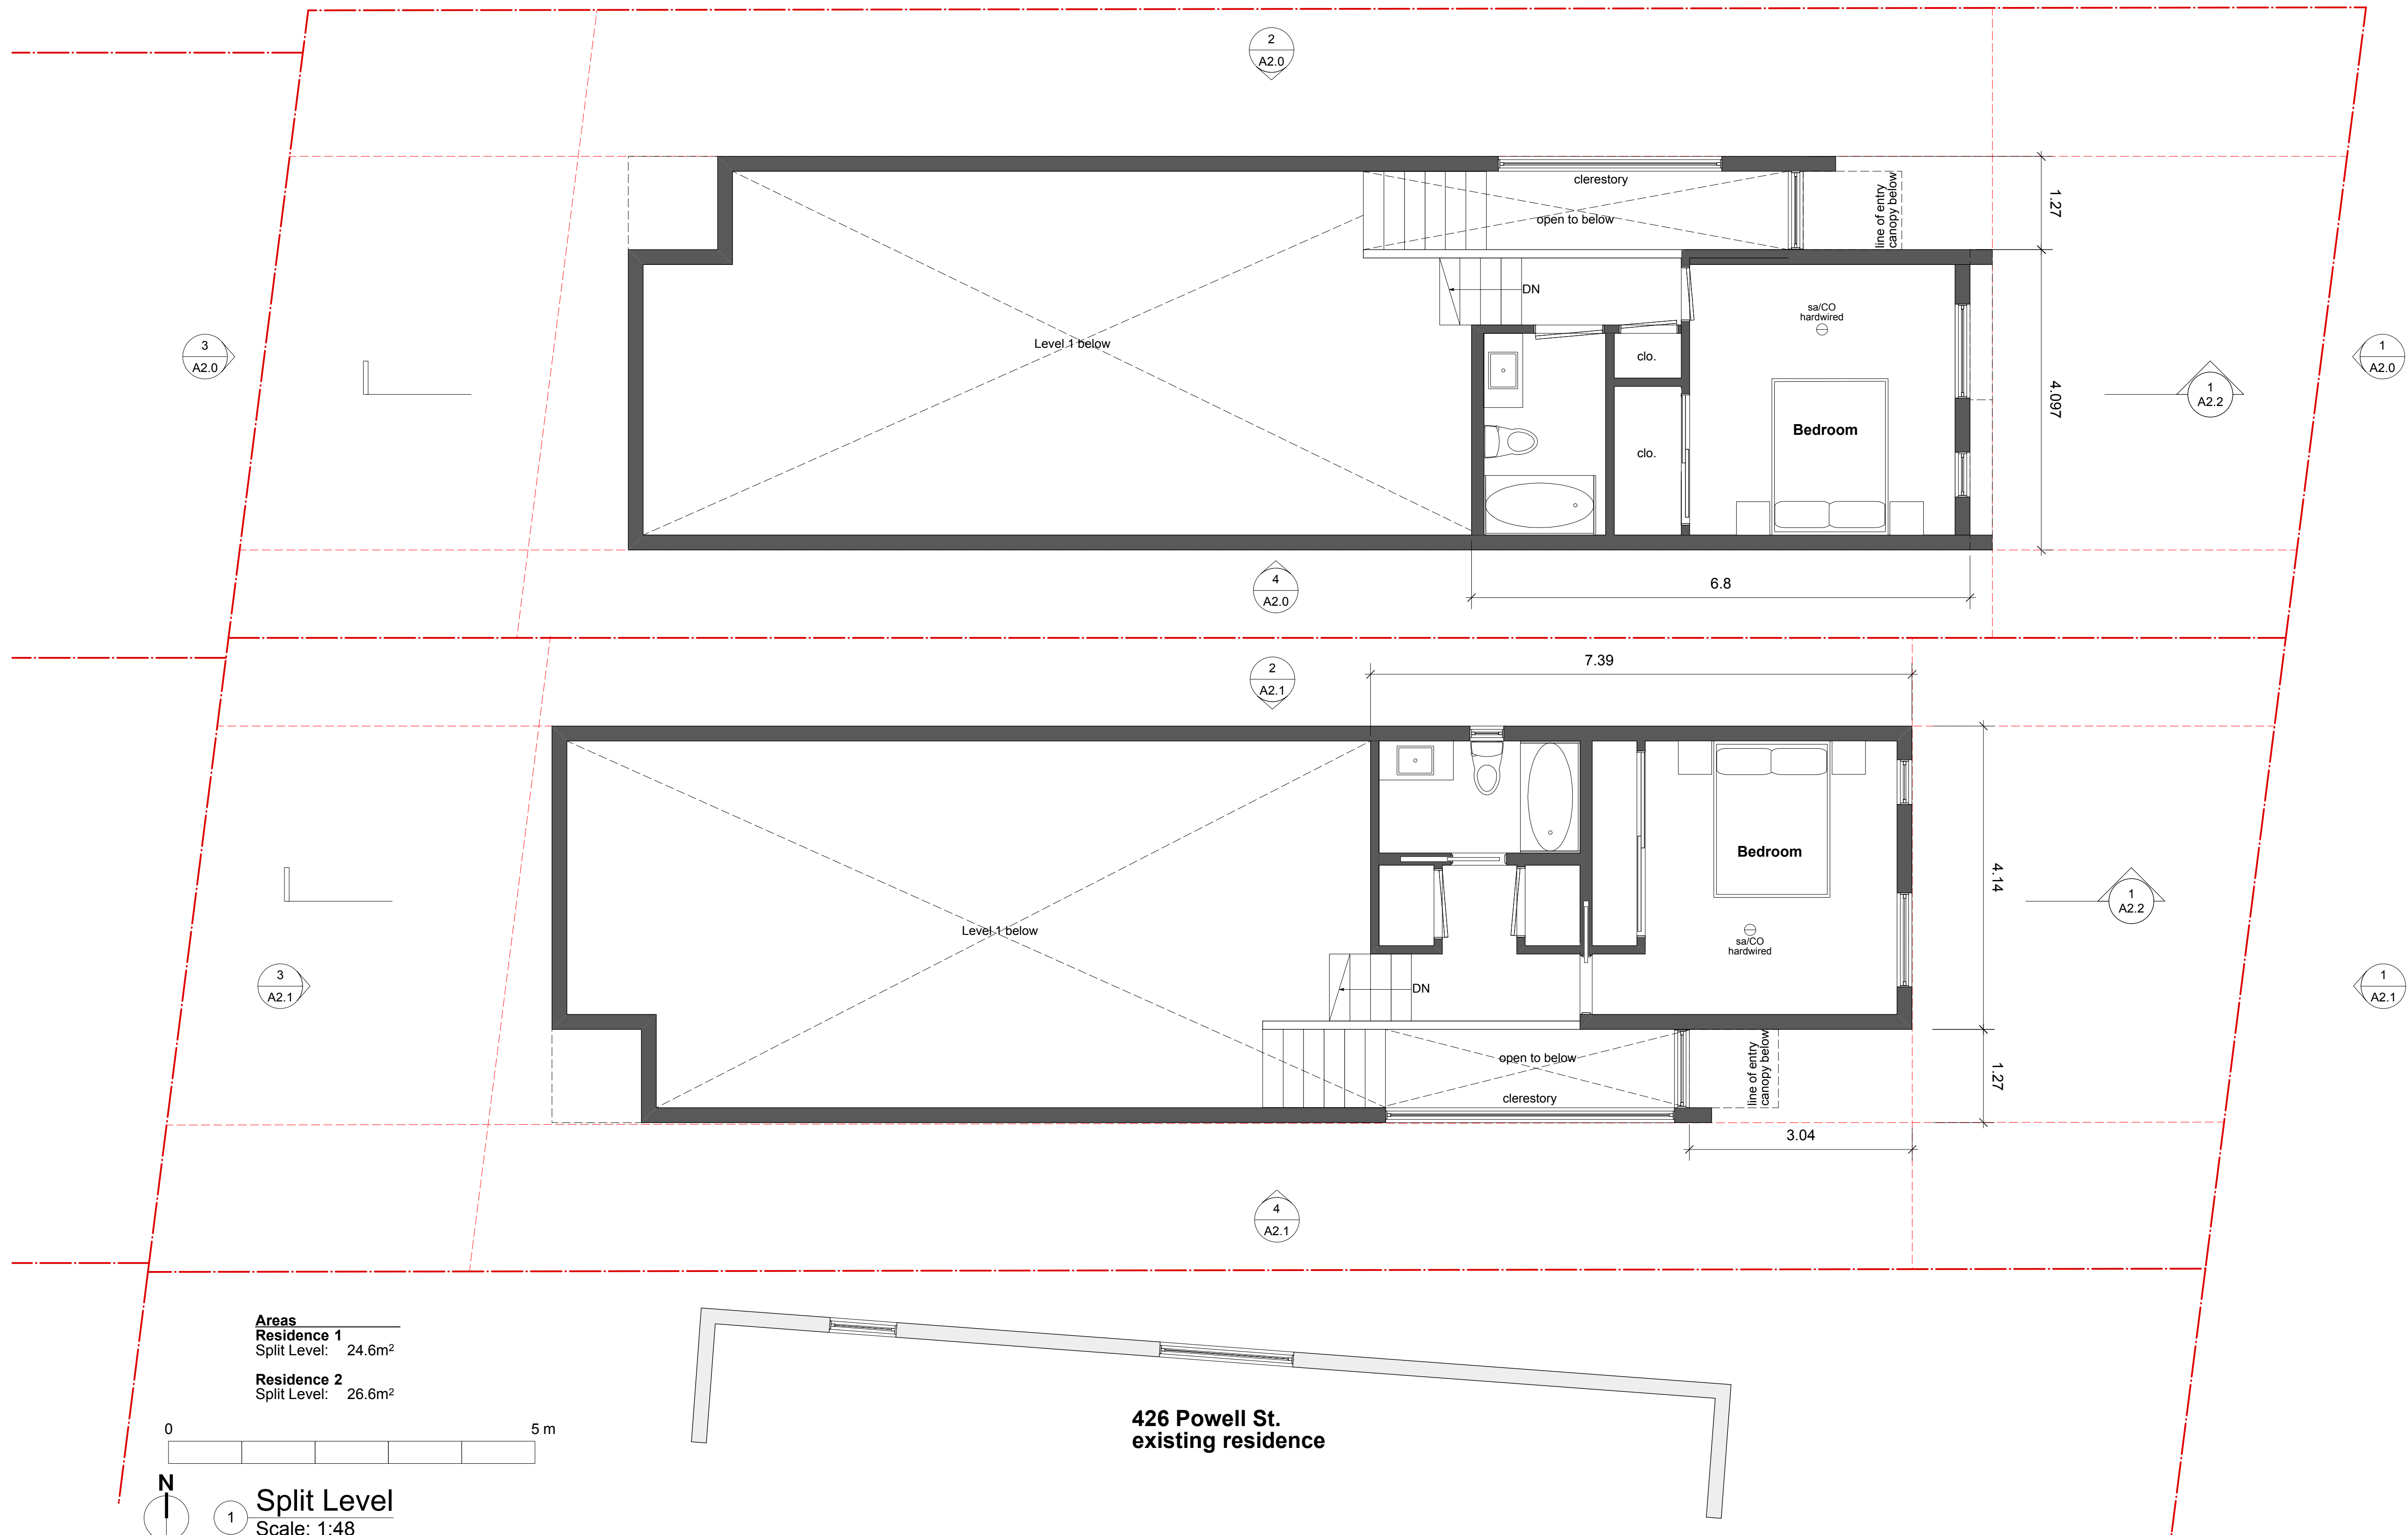 2
A2.0
clerestory
open to below
line of entry
canopy below
1.27
DN
sa/CO
hardwired
Level 1 below
3
A2.0
clo.
1
A2.0
1
A2.2
4.097
Bedroom
clo.
4
A2.0
6.8
2
A2.1
7.39
Bedroom
4.14
1
A2.2
Level 1 below
sa/CO
hardwired
3
A2.1
DN
1
A2.1
open to below
line of entry
canopy below
clerestory
1.27
3.04
4
A2.1
Areas
Residence 1
Split Level: 24.6m²
Residence 2
Split Level: 26.6m²
0 5 m
426 Powell St.
existing residence
N
1
Split Level
Scale: 1:48